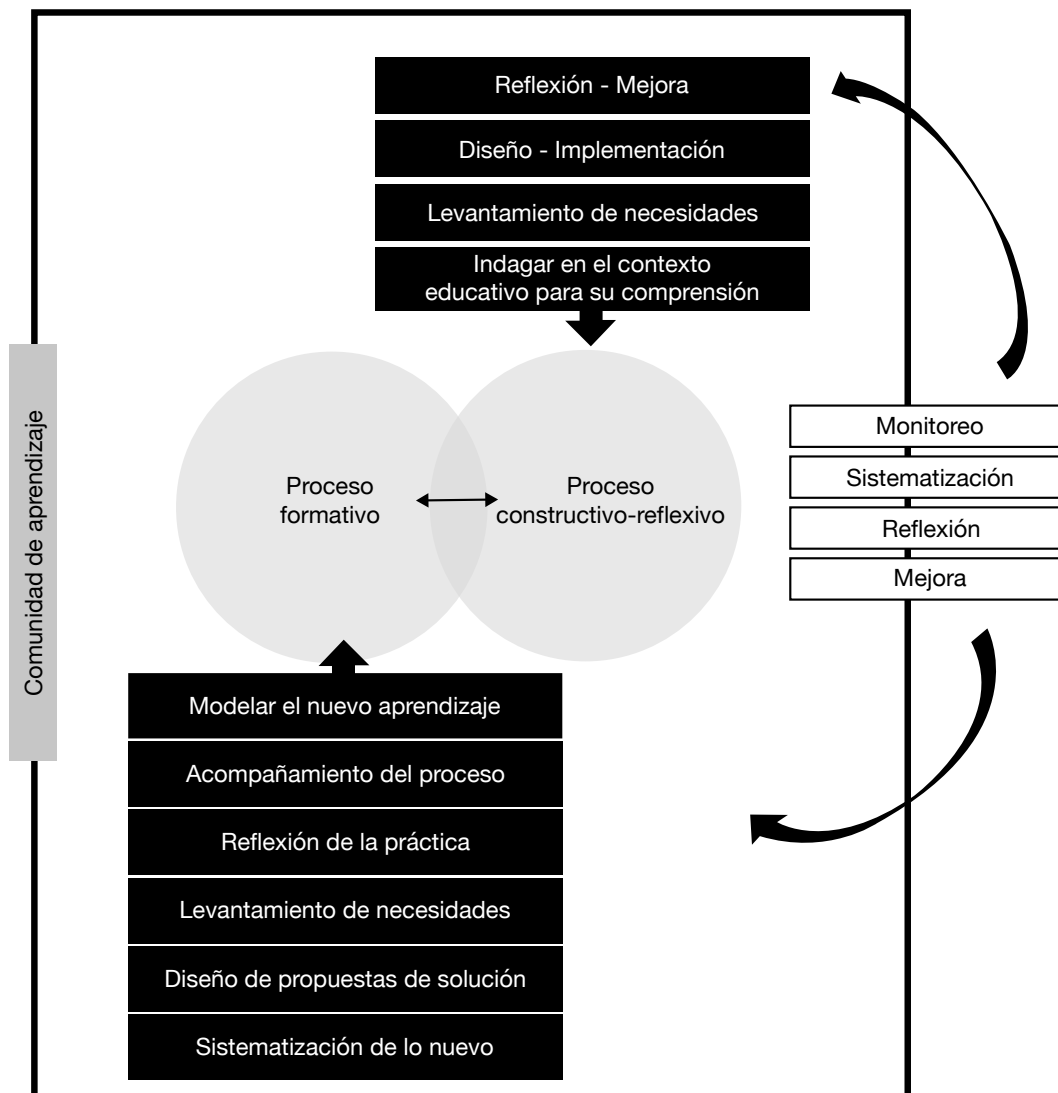 Reflexión - Mejora
Diseño - Implementación
Levantamiento de necesidades
Indagar en el contexto
educativo para su comprensión
Comunidad de aprendizaje
Proceso
formativo
Proceso
constructivo-reflexivo
Monitoreo
Sistematización
Reflexión
Mejora
Modelar el nuevo aprendizaje
Acompañamiento del proceso
Reflexión de la práctica
Levantamiento de necesidades
Diseño de propuestas de solución
Sistematización de lo nuevo